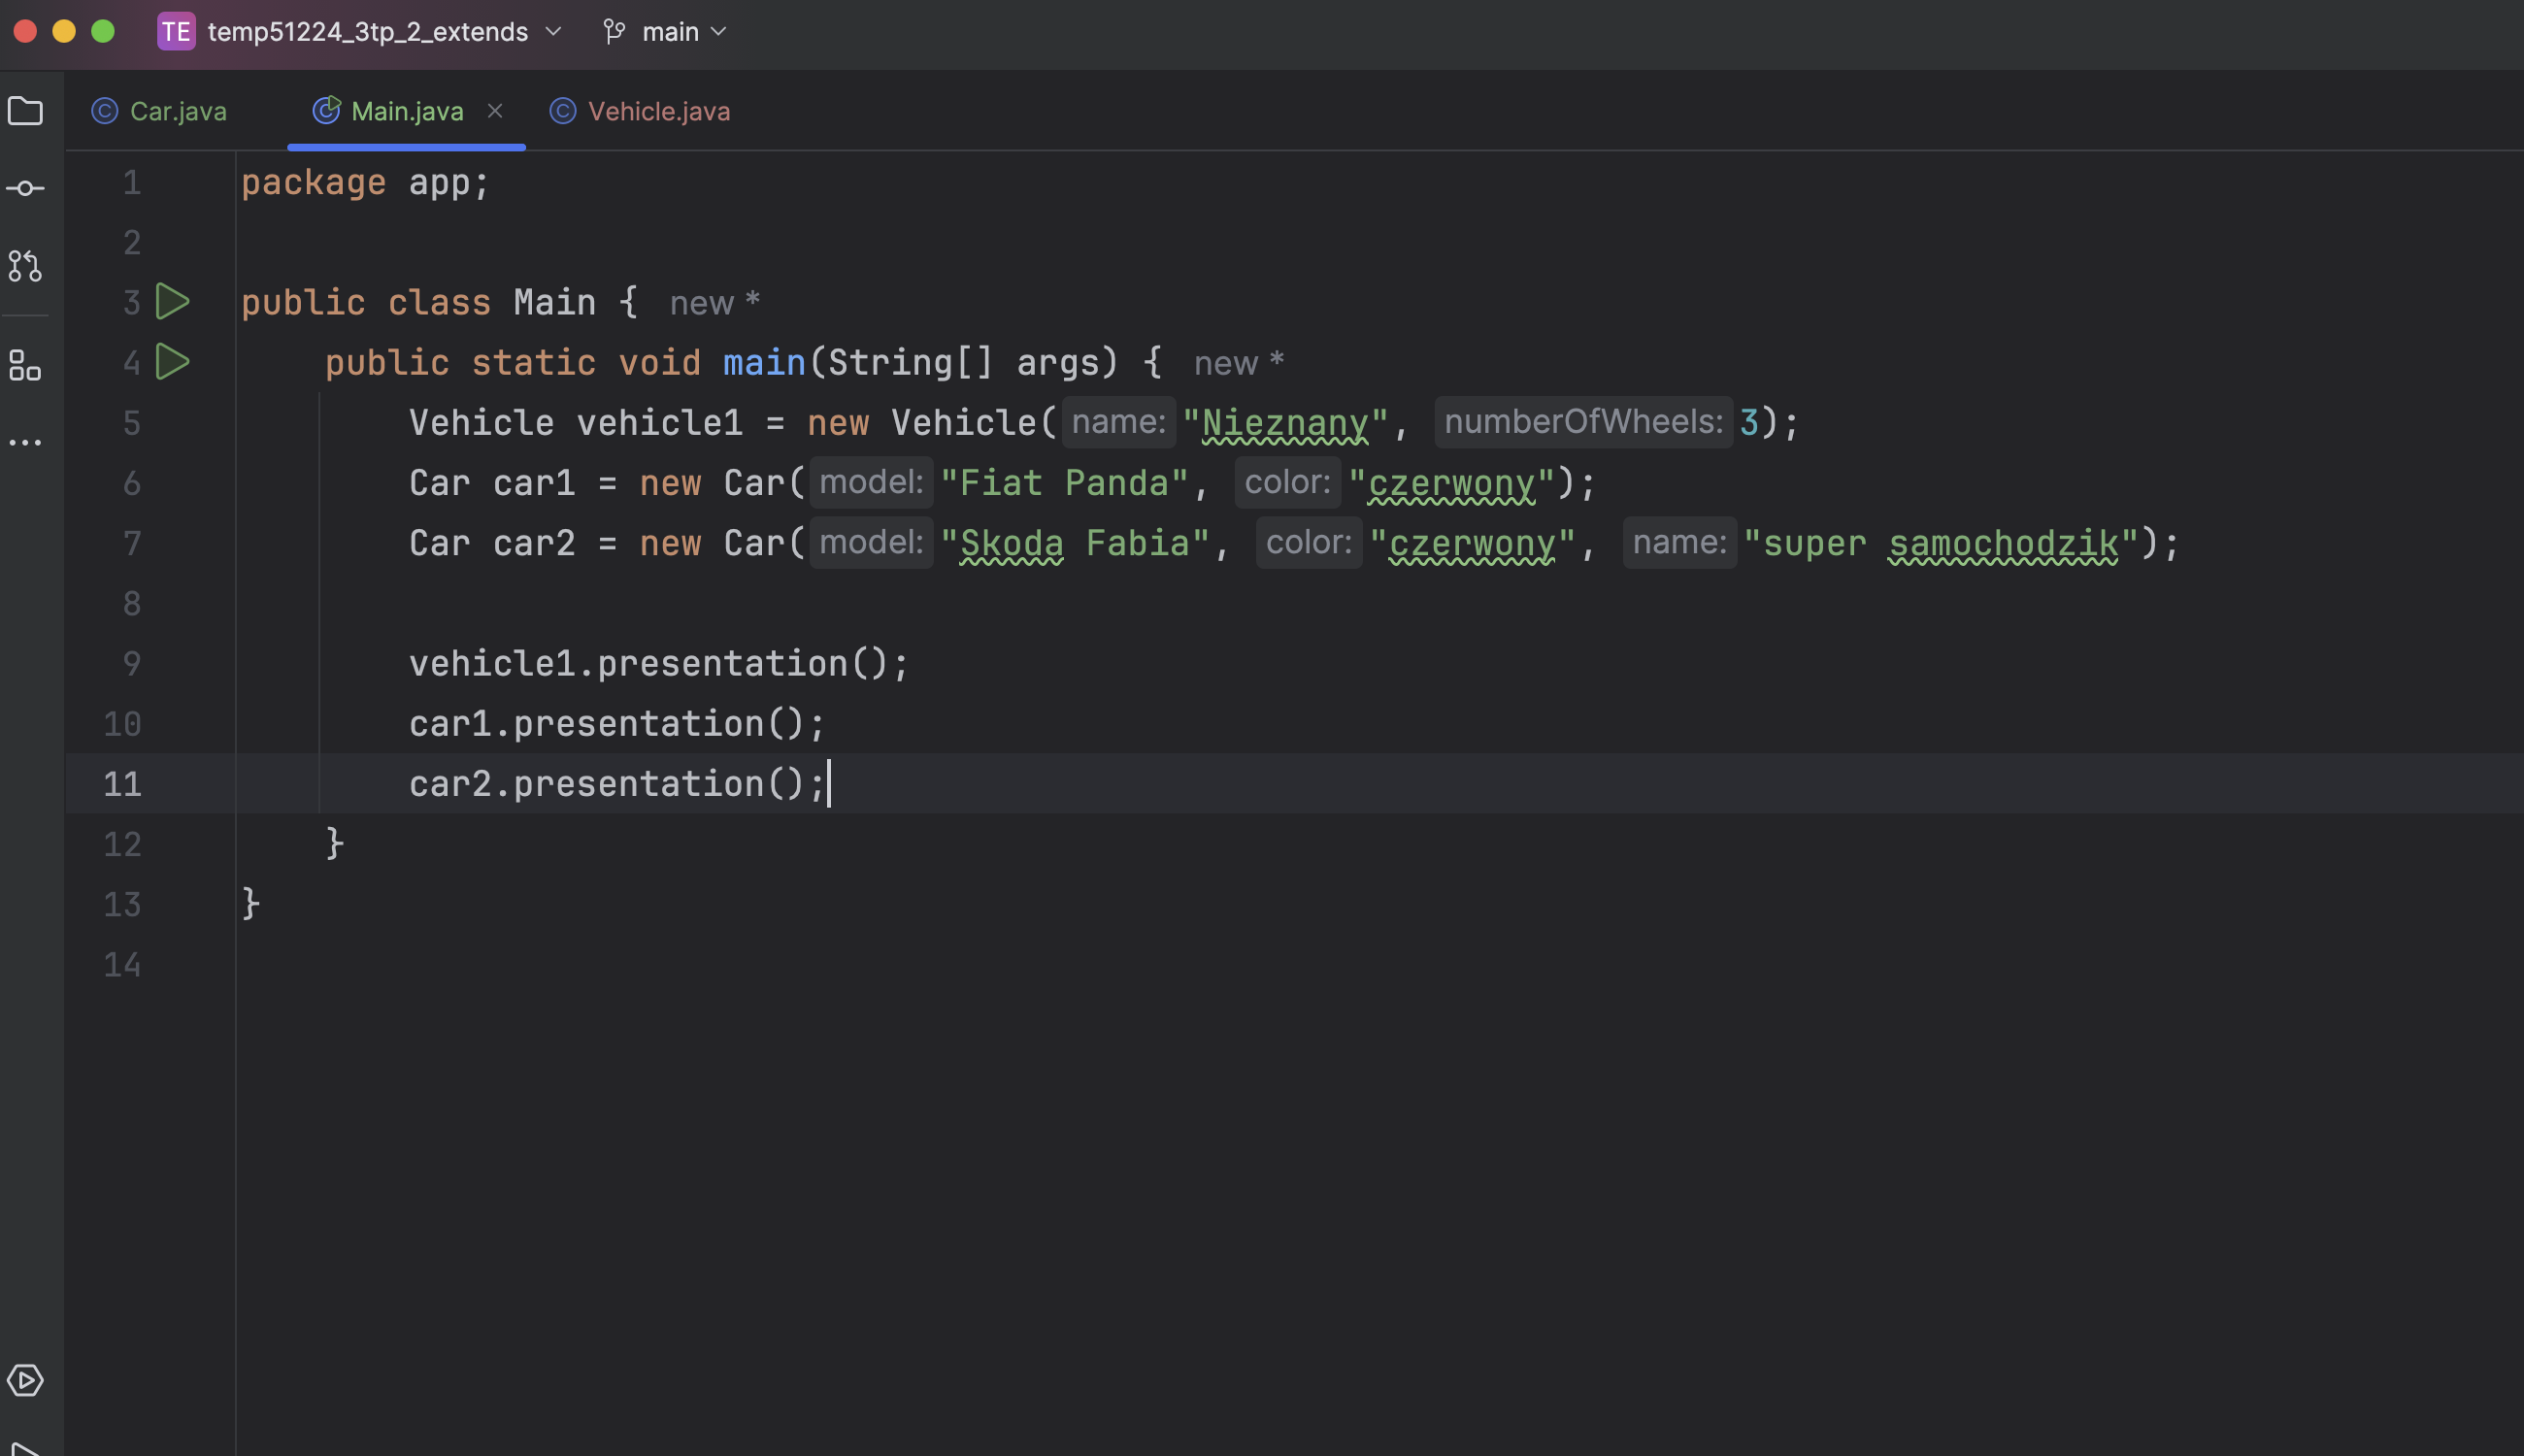 TE temp51224_3tp_2_extends main
Car.java Main.java Vehicle.java
1 package app;
2
3 public class Main { new *
4 public static void main(String[] args) { new *
5 Vehicle vehicle1 = new Vehicle( name: "Nieznany", numberOfWheels: 3);
6 Car car1 = new Car( model: "Fiat Panda", color: "czerwony");
7 Car car2 = new Car( model: "Skoda Fabia", color: "czerwony", name: "super samochodzik");
8
9 vehicle1.presentation();
10 car1.presentation();
11 car2.presentation();
12 }
13 }
14